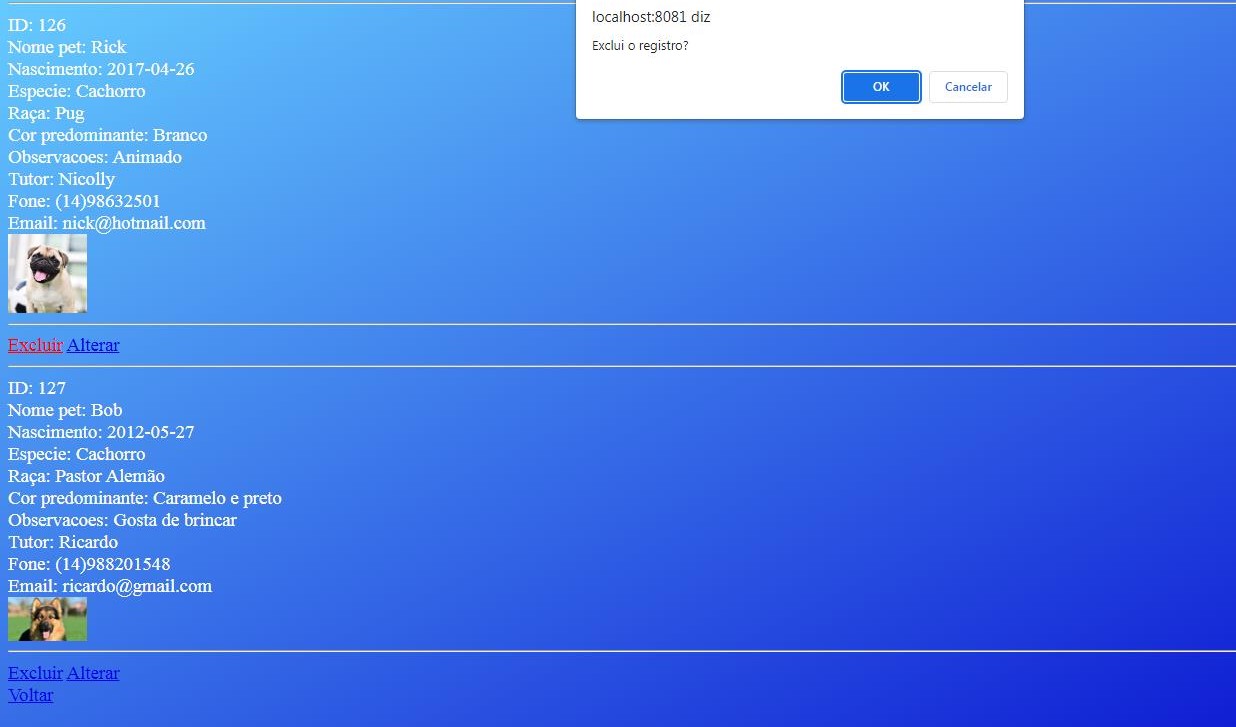 localhost:8081 diz
Exclui o registro?
OK Cancelar
ID: 126
Nome pet: Rick
Nascimento: 2017-04-26
Especie: Cachorro
Raça: Pug
Cor predominante: Branco
Observacoes: Animado
Tutor: Nicolly
Fone: (14)98632501
Email: nick@hotmail.com
Excluir Alterar
ID: 127
Nome pet: Bob
Nascimento: 2012-05-27
Especie: Cachorro
Raça: Pastor Alemão
Cor predominante: Caramelo e preto
Observacoes: Gosta de brincar
Tutor: Ricardo
Fone: (14)988201548
Email: ricardo@gmail.com
Excluir Alterar
Voltar